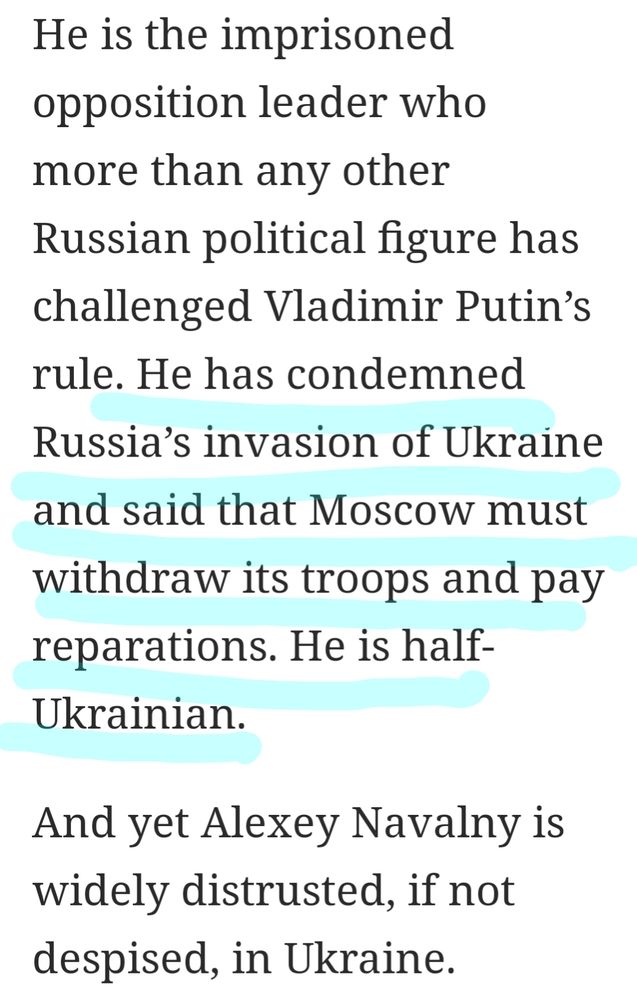 He is the imprisoned
opposition leader who
more than any other
Russian political figure has
challenged Vladimir Putin’s
rule. He has condemned
Russia’s invasion of Ukraine
and said that Moscow must
withdraw its troops and pay
reparations. He is half-
Ukrainian.
And yet Alexey Navalny is
widely distrusted, if not
despised, in Ukraine.